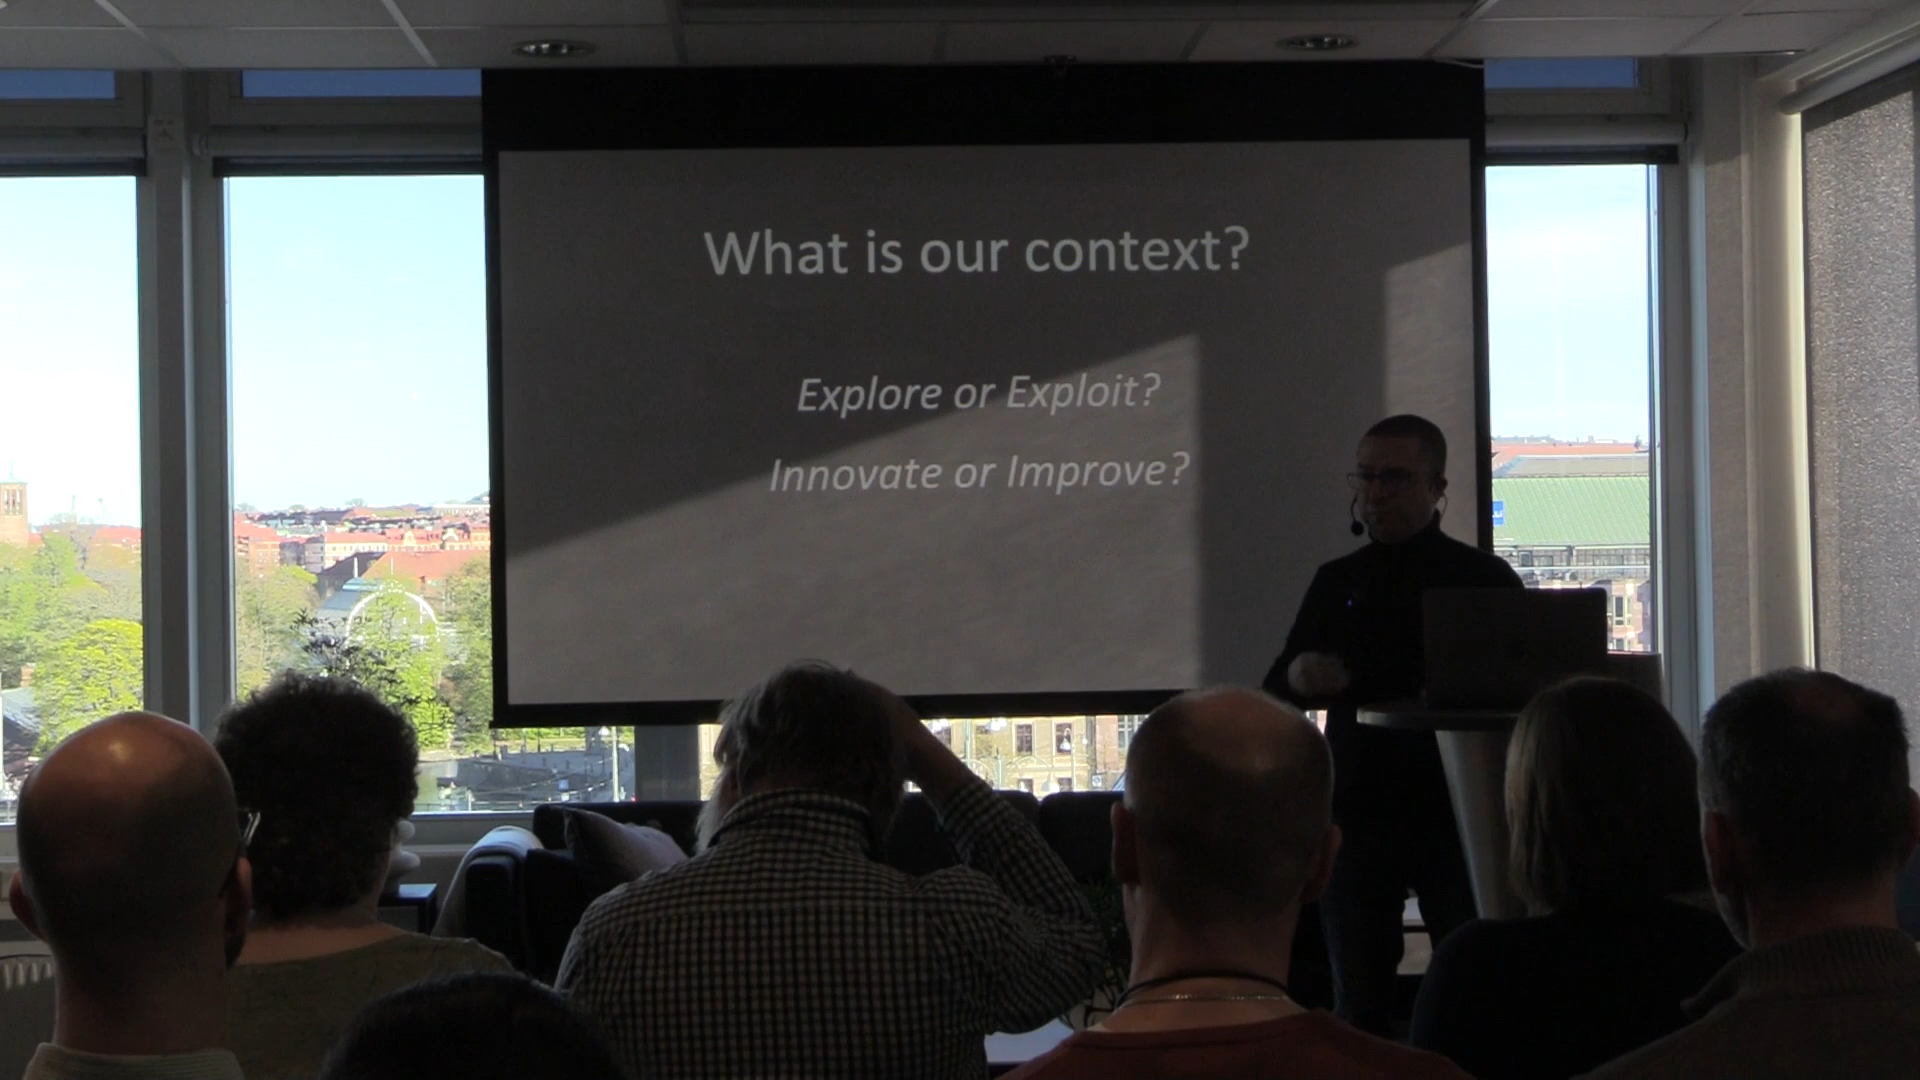 What is our context?
Explore or Exploit?
Innovate or Improve?